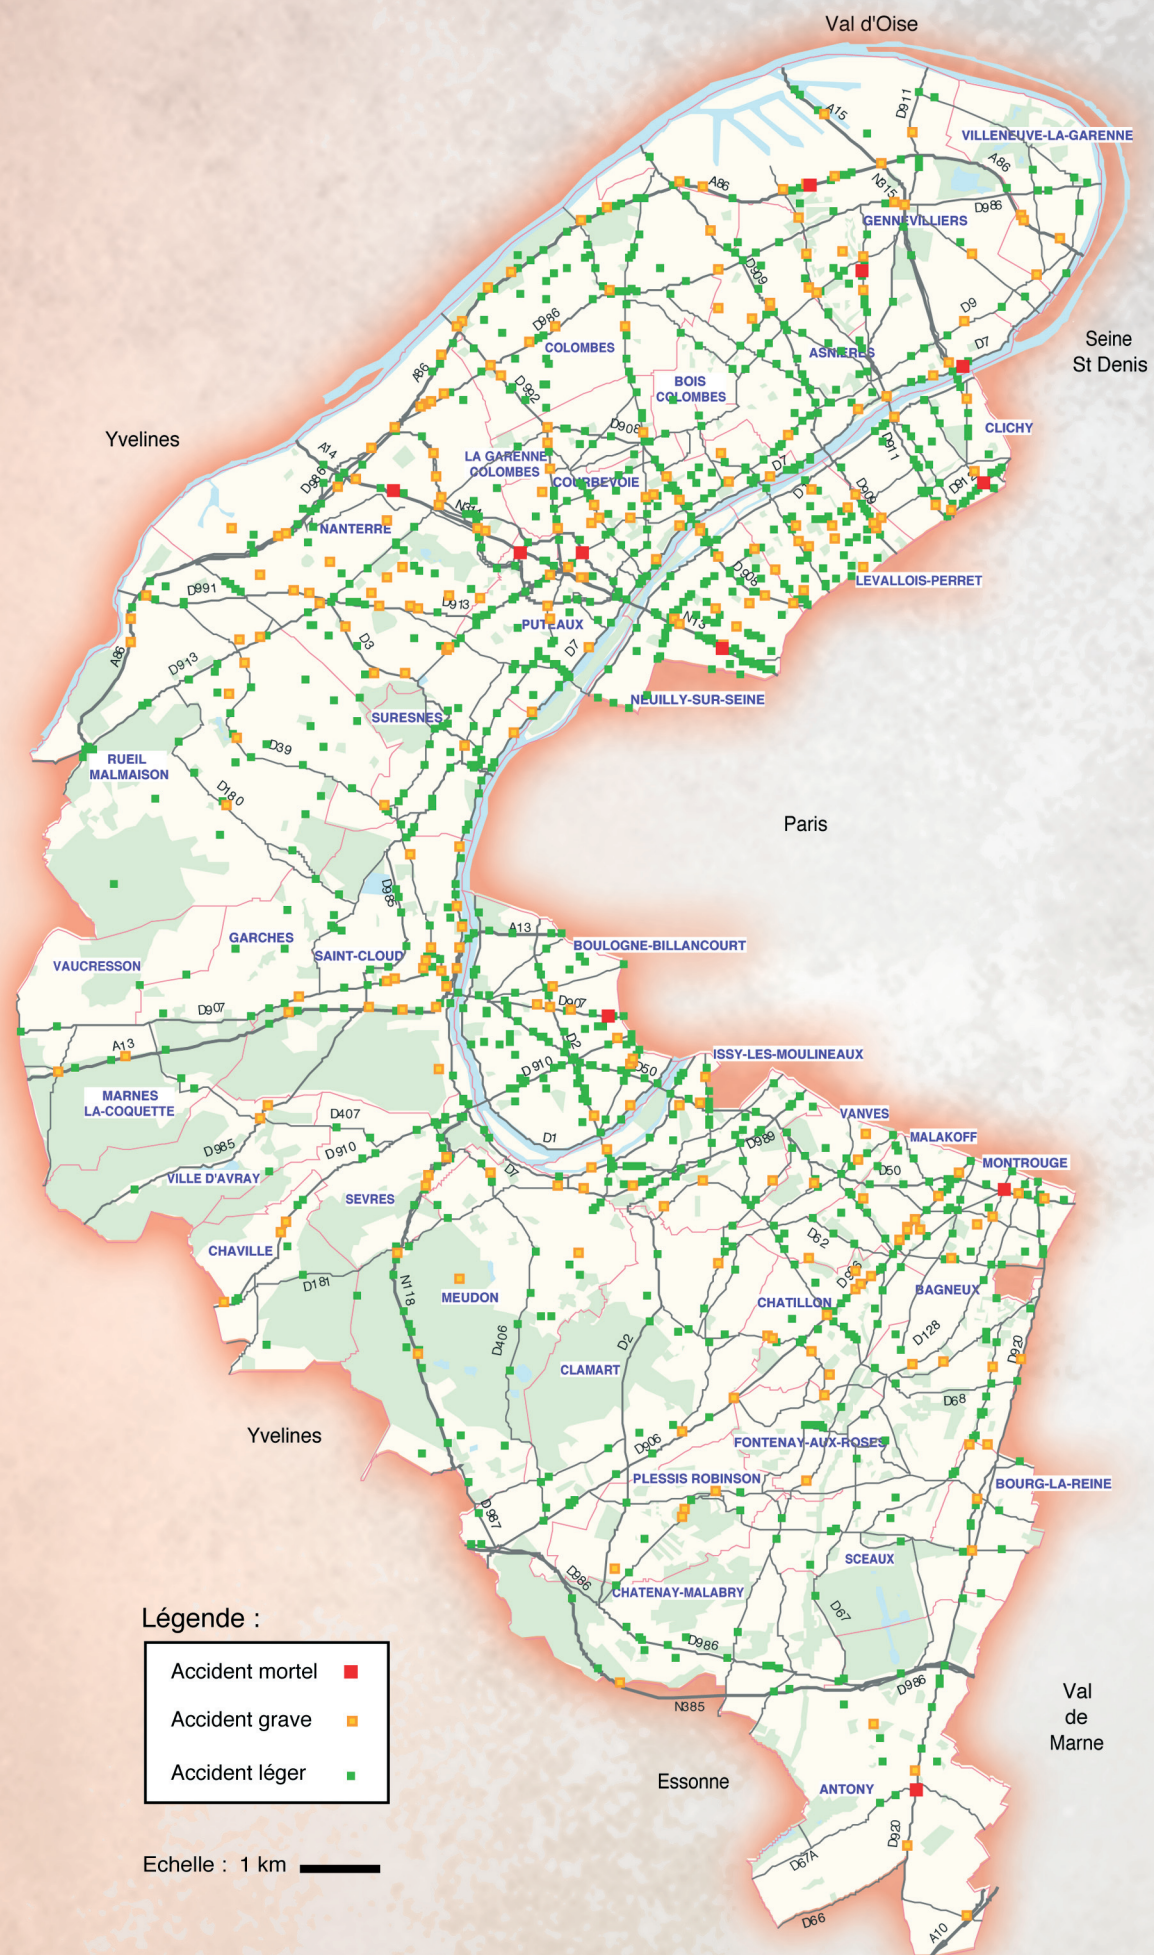 Val d'Oise
D911
A15
VILLENEUVE-LA-GARENNE
A86
A86
N315
D986
GENNEVILLIERS
D909
D9
D986
Seine
St Denis
D7
COLOMBES
ASNIERES
A86
BOIS
COLOMBES
D992
Yvelines
D908
CLICHY
A14
D911
LA GARENNE
COLOMBES
D7
D986
COURBEVOIE
D912
D909
NANTERRE
D908
LEVALLOIS-PERRET
D991
D913
N13
PUTEAUX
D3
D7
A86
D913
NEUILLY-SUR-SEINE
SURESNES
D39
RUEIL
MALMAISON
D180
Paris
D985
A13
GARCHES
BOULOGNE-BILLANCOURT
SAINT-CLOUD
VAUCRESSON
D907
D907
D2
A13
ISSY-LES-MOULINEAUX
D910
D50
MARNES
LA-COQUETTE
D407
VANVES
D1
D989
MALAKOFF
D985
D910
MONTROUGE
D7
D50
VILLE D'AVRAY
SEVRES
D62
CHAVILLE
D181
N118
BAGNEUX
MEUDON
CHATILLON
D128
D406
D2
D920
CLAMART
D68
Yvelines
D906
FONTENAY-AUX-ROSES
PLESSIS ROBINSON
BOURG-LA-REINE
D987
SCEAUX
D986
CHATENAY-MALABRY
D67
Légende :
D986
Accident mortel
D986
N385
Val
de
Marne
Accident grave
Accident léger
Essonne
ANTONY
D920
Echelle : 1 km
D67A
D66
A10